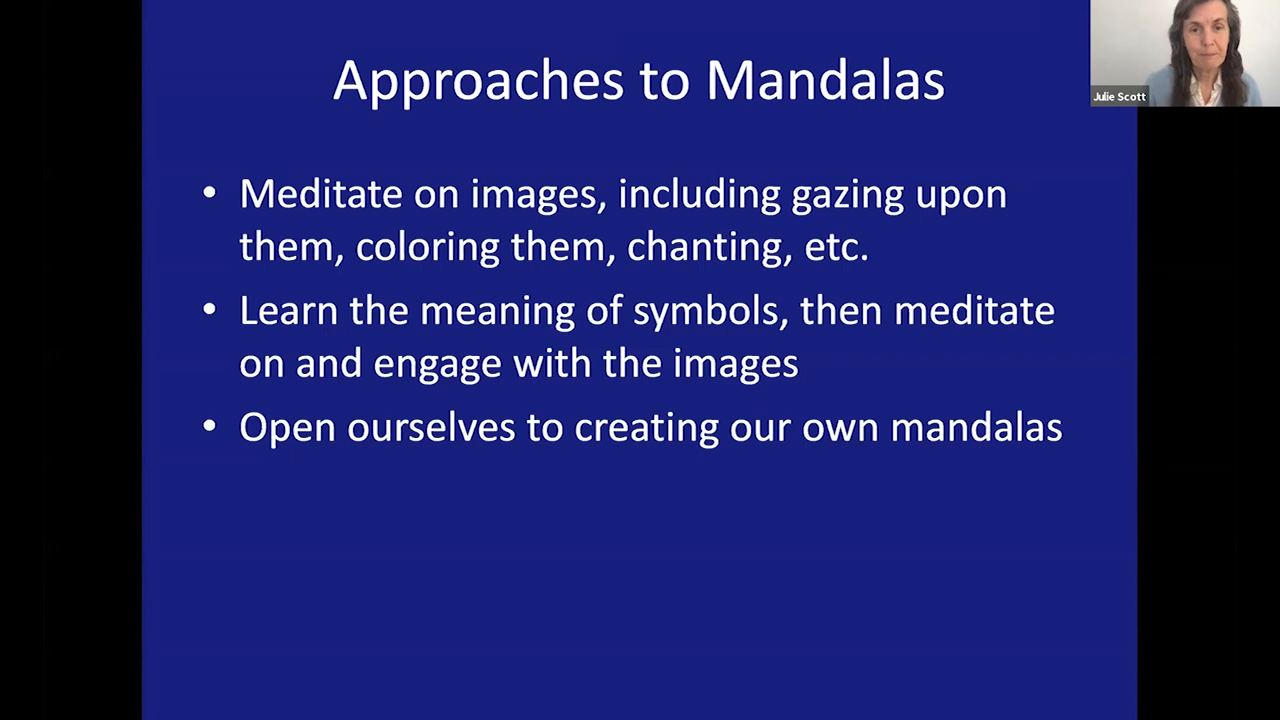 Approaches to Mandalas
Julie Scott
• Meditate on images, including gazing upon
them, coloring them, chanting, etc.
• Learn the meaning of symbols, then meditate
on and engage with the images
• Open ourselves to creating our own mandalas